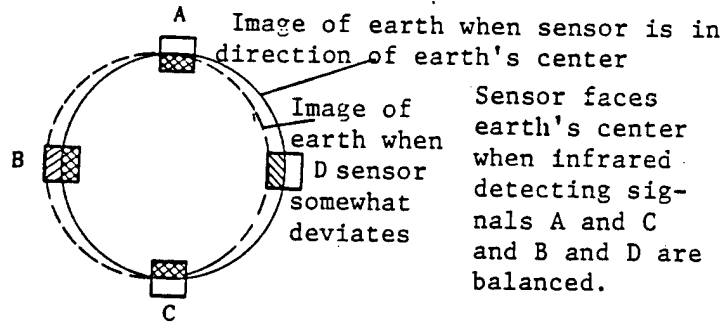 A
Image of earth when sensor is in
direction of earth's center
Image of
earth when
D sensor
somewhat
deviates
B
C
Sensor faces
earth's center
when infrared
detecting sig-
nals A and C
and B and D are
balanced.